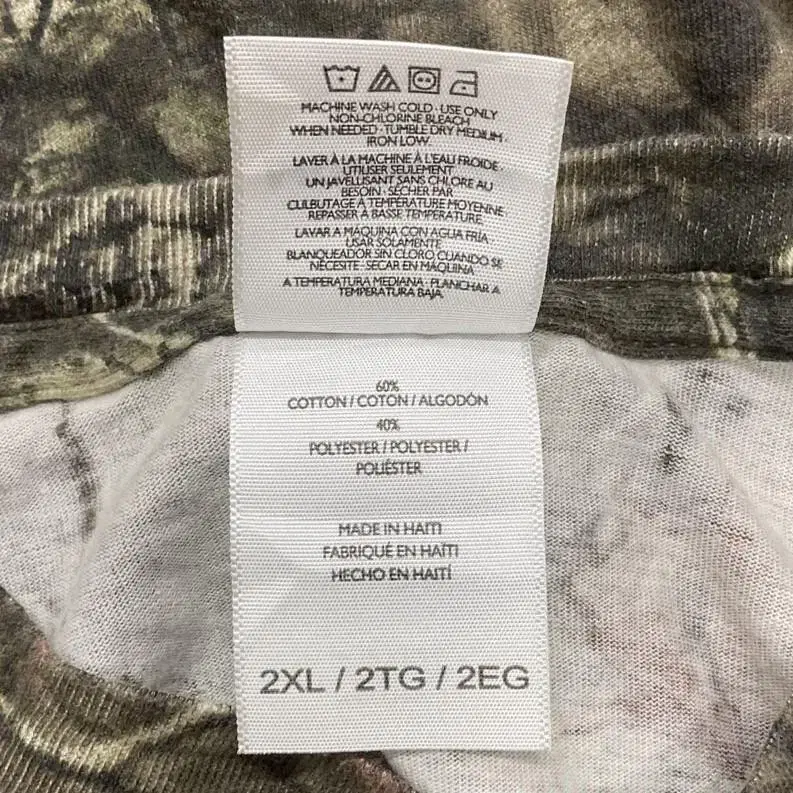 MACHINE WASH COLD · USE ONLY
NON-CHLORINE BLEACH
WHEN NEEDED · TUMBLE DRY MEDIUM ·
IRON LOW.
LAVER À LA MACHINE À L'EAU FROIDE ·
UTILISER SEULEMENT
UN JAVELLISANT SANS CHLORE AU
BESOIN · SÉCHER PAR
CULBUTAGE À TEMPÉRATURE MOYENNE ·
REPASSER À BASSE TEMPÉRATURE
LAVAR A MÁQUINA CON AGUA FRÍA ·
USAR SOLAMENTE
BLANQUEADOR SIN CLORO, CUANDO SE
NECESITE · SECAR EN MÁQUINA
A TEMPERATURA MEDIANA · PLANCHAR A
TEMPERATURA BAJA
60%
COTTON / COTON / ALGODÓN
40%
POLYESTER / POLYESTER /
POLIÉSTER
MADE IN HAITI
FABRIQUÉ EN HAÏTI
HECHO EN HAITÍ
2XL / 2TG / 2EG